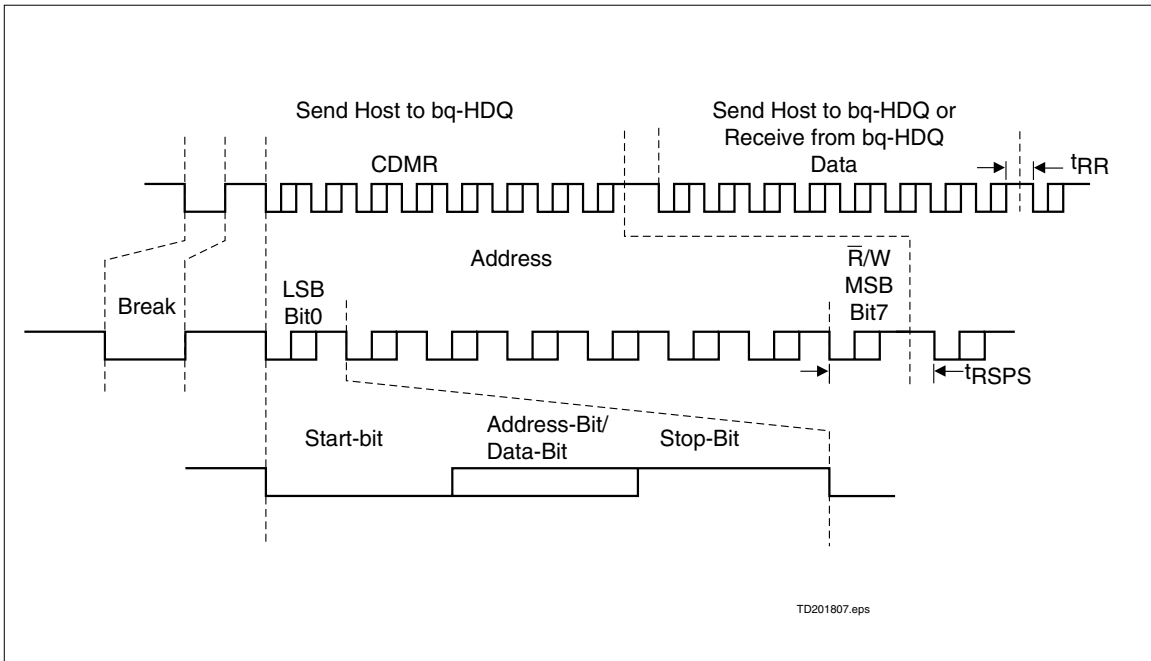 Send Host to bq-HDQ
Send Host to bq-HDQ or
Receive from bq-HDQ
CDMR
Data
tRR
Address
R̅/W
MSB
Bit7
LSB
Bit0
Break
tRSPS
Start-bit
Address-Bit/
Data-Bit
Stop-Bit
TD201807.eps